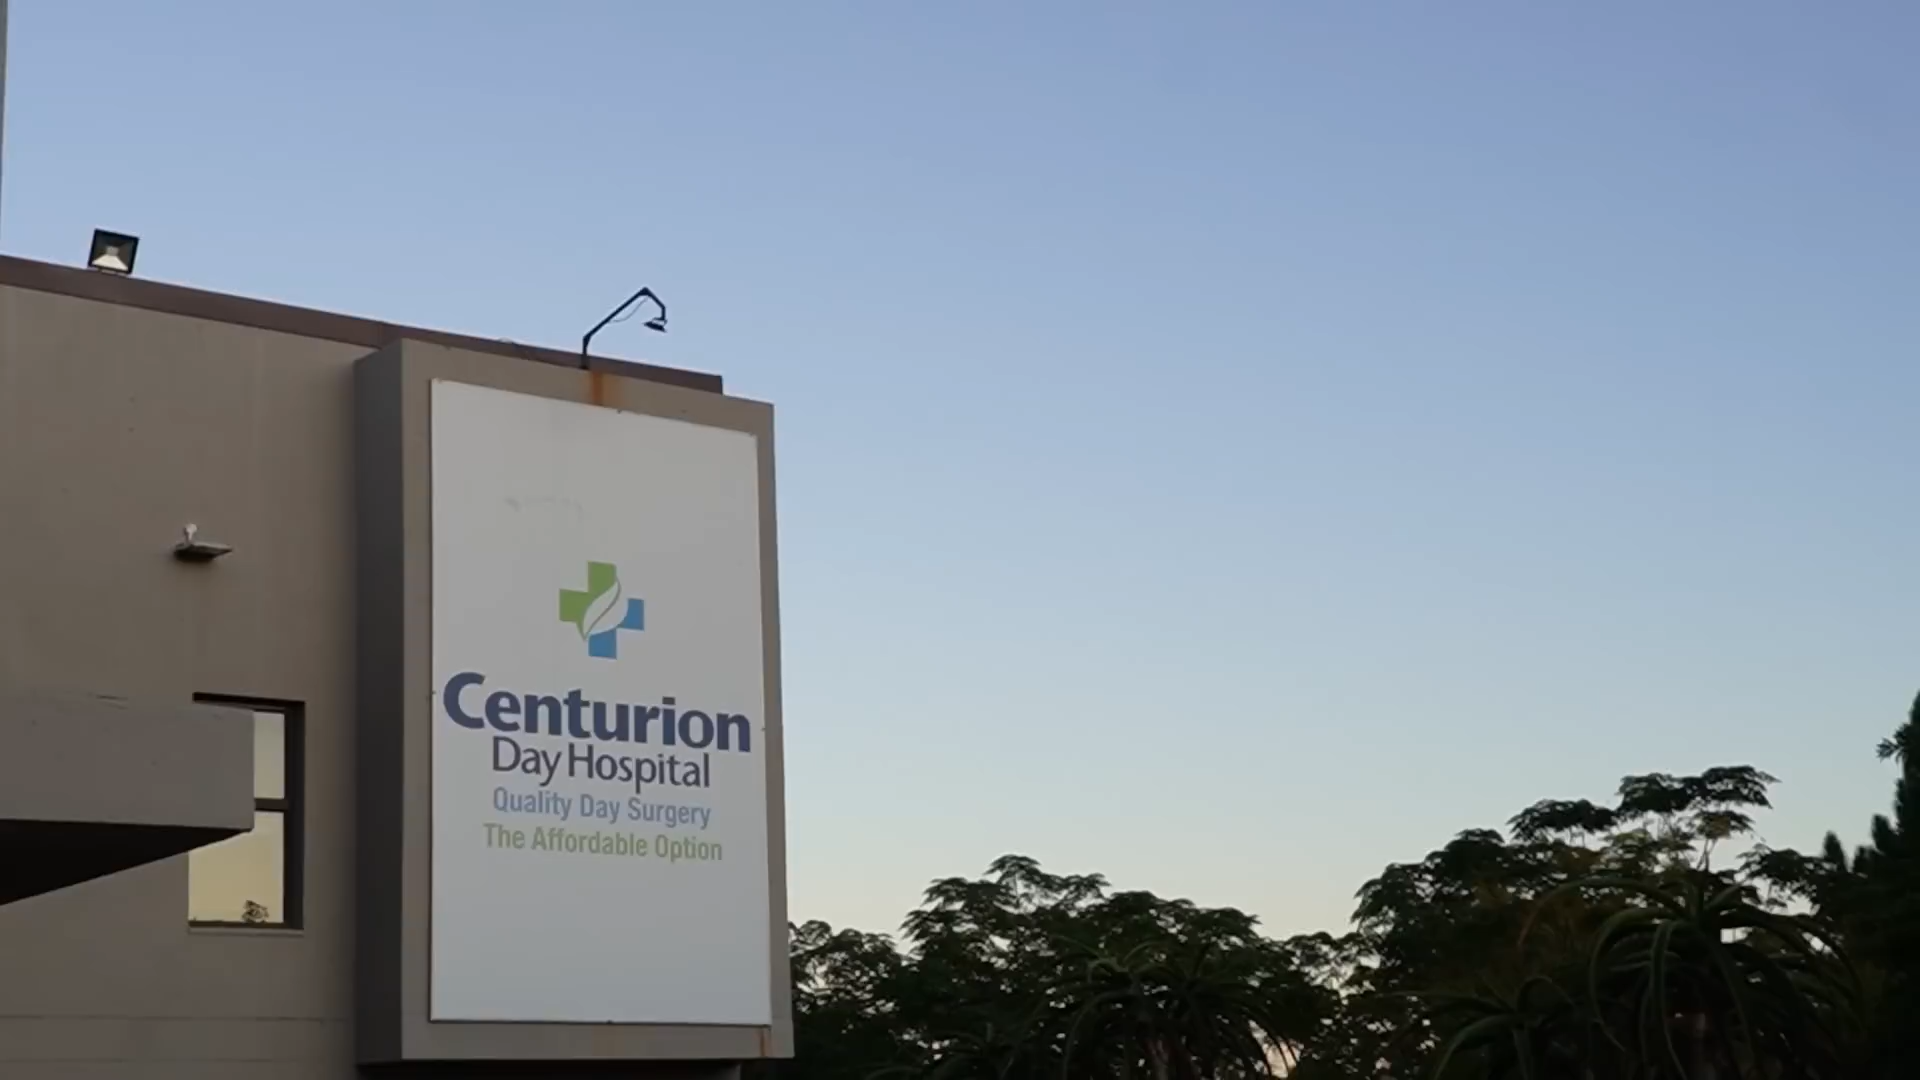 Centurion
Day Hospital
Quality Day Surgery
The Affordable Option